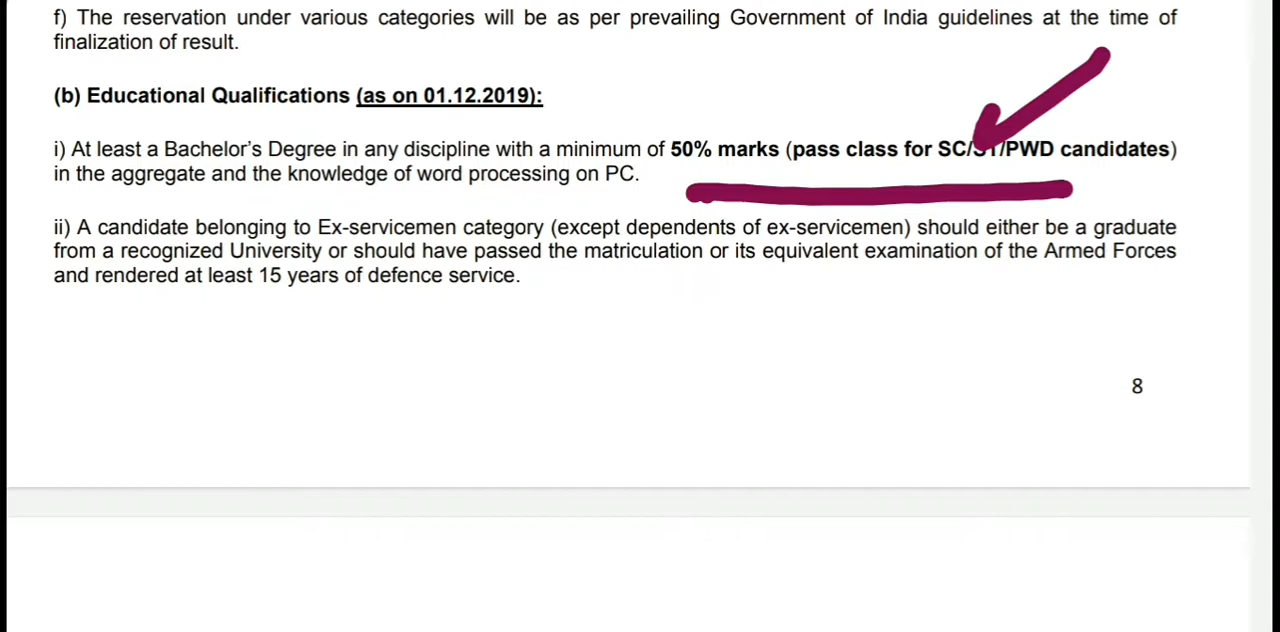 f) The reservation under various categories will be as per prevailing Government of India guidelines at the time of
finalization of result.
(b) Educational Qualifications (as on 01.12.2019):
i) At least a Bachelor's Degree in any discipline with a minimum of 50% marks (pass class for SC/ST/PWD candidates)
in the aggregate and the knowledge of word processing on PC.
ii) A candidate belonging to Ex-servicemen category (except dependents of ex-servicemen) should either be a graduate
from a recognized University or should have passed the matriculation or its equivalent examination of the Armed Forces
and rendered at least 15 years of defence service.
8